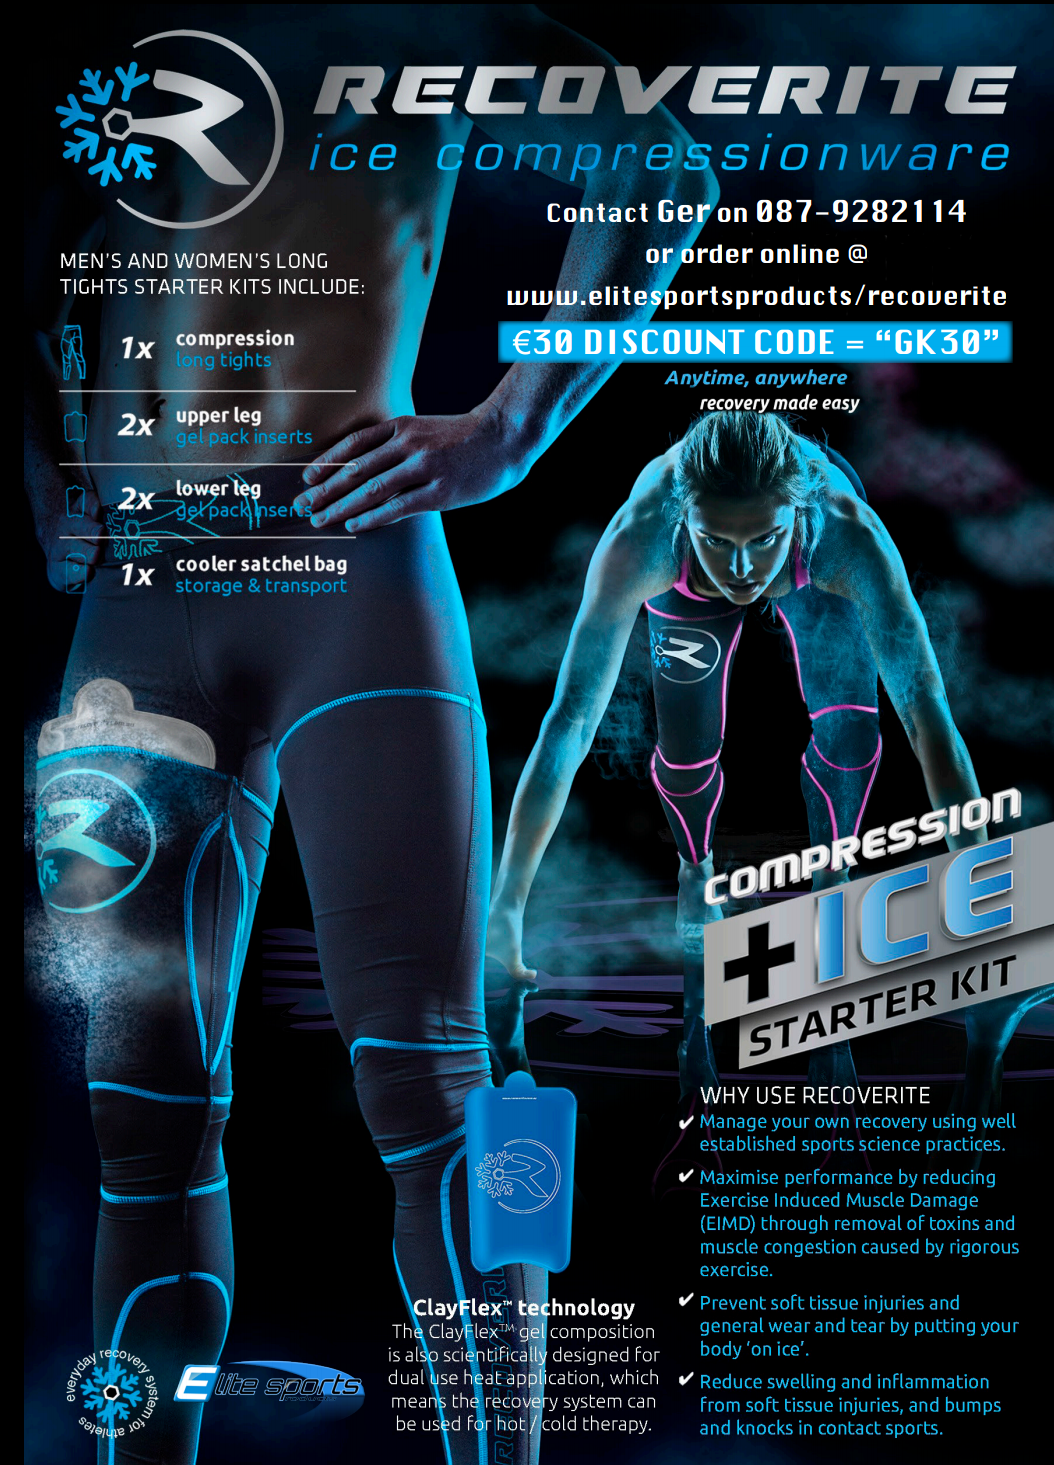 RECOVERITE
ice compressionware
Contact Ger on 087-9282114
or order online @
www.elitesportsproducts/recoverite
€30 DISCOUNT CODE = “GK30”
Anytime, anywhere
recovery made easy
MEN'S AND WOMEN'S LONG
TIGHTS STARTER KITS INCLUDE:
1x compression
long tights
2x upper leg
gel pack inserts
2x lower leg
gel pack inserts
1x cooler satchel bag
storage & transport
COMPRESSION
+ICE
STARTER KIT
WHY USE RECOVERITE
✔ Manage your own recovery using well
established sports science practices.
✔ Maximise performance by reducing
Exercise Induced Muscle Damage
(EIMD) through removal of toxins and
muscle congestion caused by rigorous
exercise.
✔ Prevent soft tissue injuries and
general wear and tear by putting your
body ‘on ice’.
✔ Reduce swelling and inflammation
from soft tissue injuries, and bumps
and knocks in contact sports.
ClayFlex™ technology
The ClayFlex™ gel composition
is also scientifically designed for
dual use heat application, which
means the recovery system can
be used for hot / cold therapy.
RECOVERITE
everyday recovery system for athletes
Elite sports